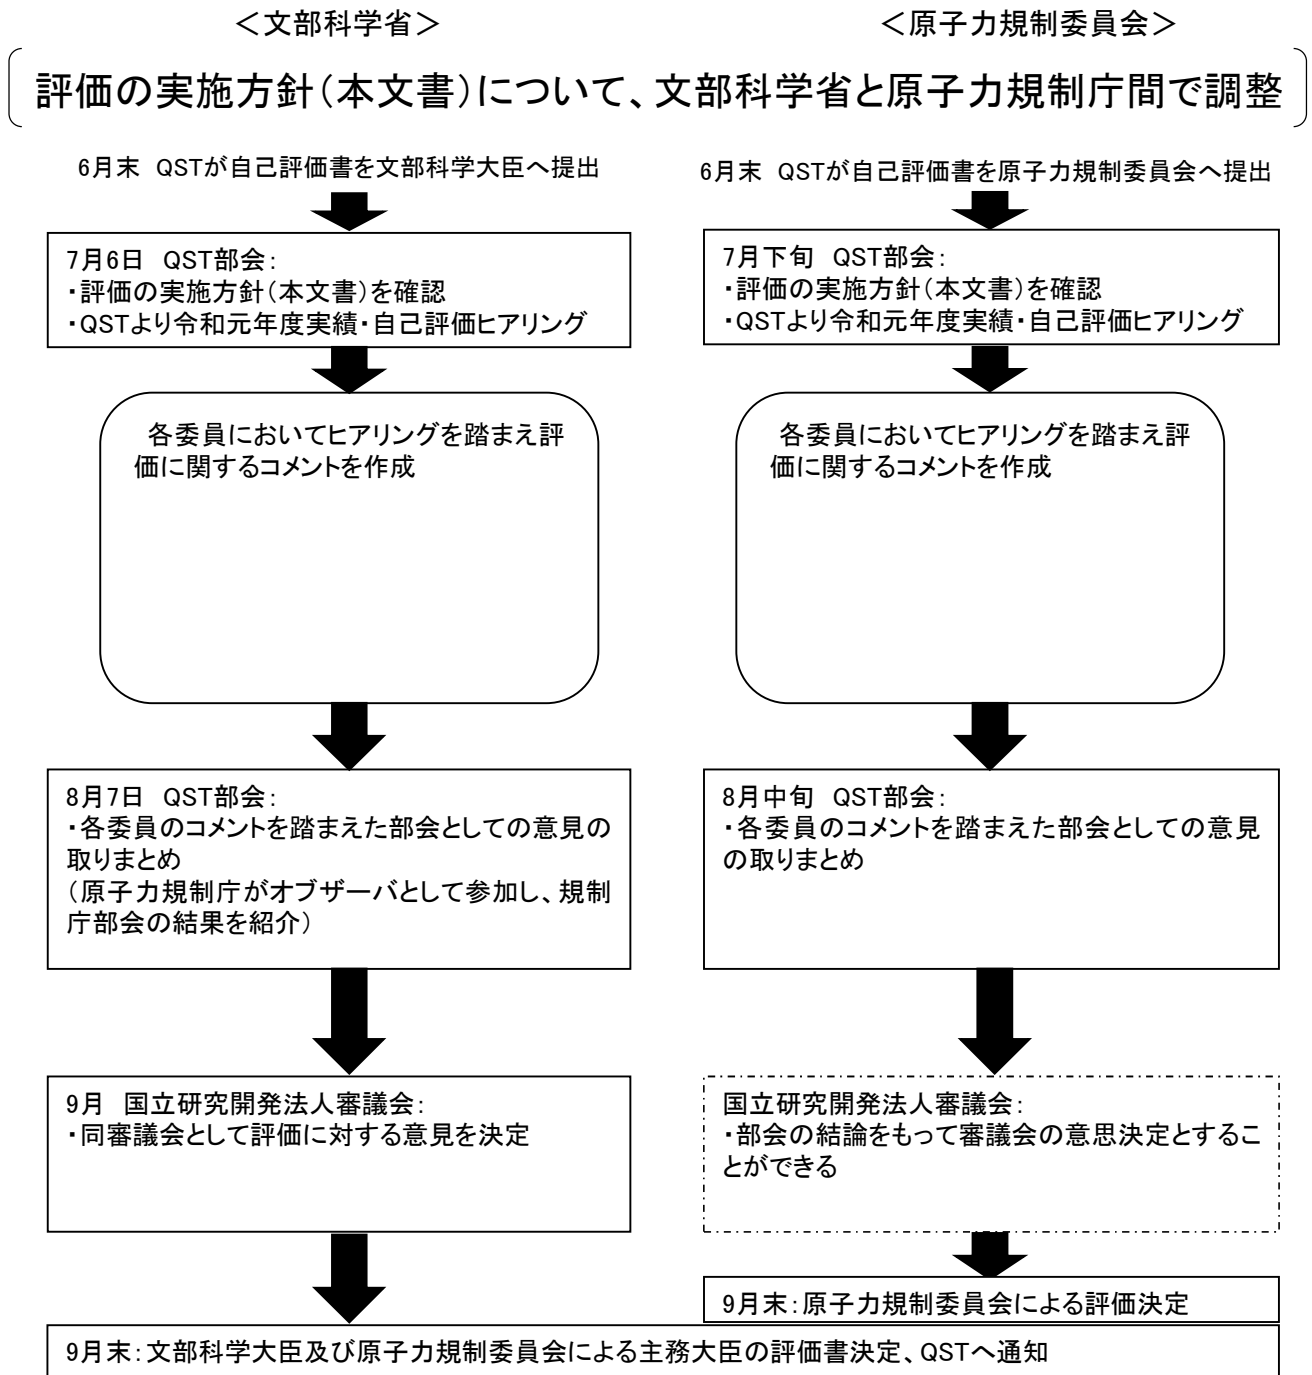 ＜文部科学省＞
＜原子力規制委員会＞
評価の実施方針（本文書）について、文部科学省と原子力規制庁間で調整
6月末　QSTが自己評価書を文部科学大臣へ提出
7月6日　QST部会：
・評価の実施方針（本文書）を確認
・QSTより令和元年度実績・自己評価ヒアリング
各委員においてヒアリングを踏まえ評
価に関するコメントを作成
8月7日　QST部会：
・各委員のコメントを踏まえた部会としての意見の
取りまとめ
（原子力規制庁がオブザーバとして参加し、規制
庁部会の結果を紹介）
9月　国立研究開発法人審議会：
・同審議会として評価に対する意見を決定
6月末　QSTが自己評価書を原子力規制委員会へ提出
7月下旬　QST部会：
・評価の実施方針（本文書）を確認
・QSTより令和元年度実績・自己評価ヒアリング
各委員においてヒアリングを踏まえ評
価に関するコメントを作成
8月中旬　QST部会：
・各委員のコメントを踏まえた部会としての意見
の取りまとめ
国立研究開発法人審議会：
・部会の結論をもって審議会の意思決定とするこ
とができる
9月末：原子力規制委員会による評価決定
9月末：文部科学大臣及び原子力規制委員会による主務大臣の評価書決定、QSTへ通知